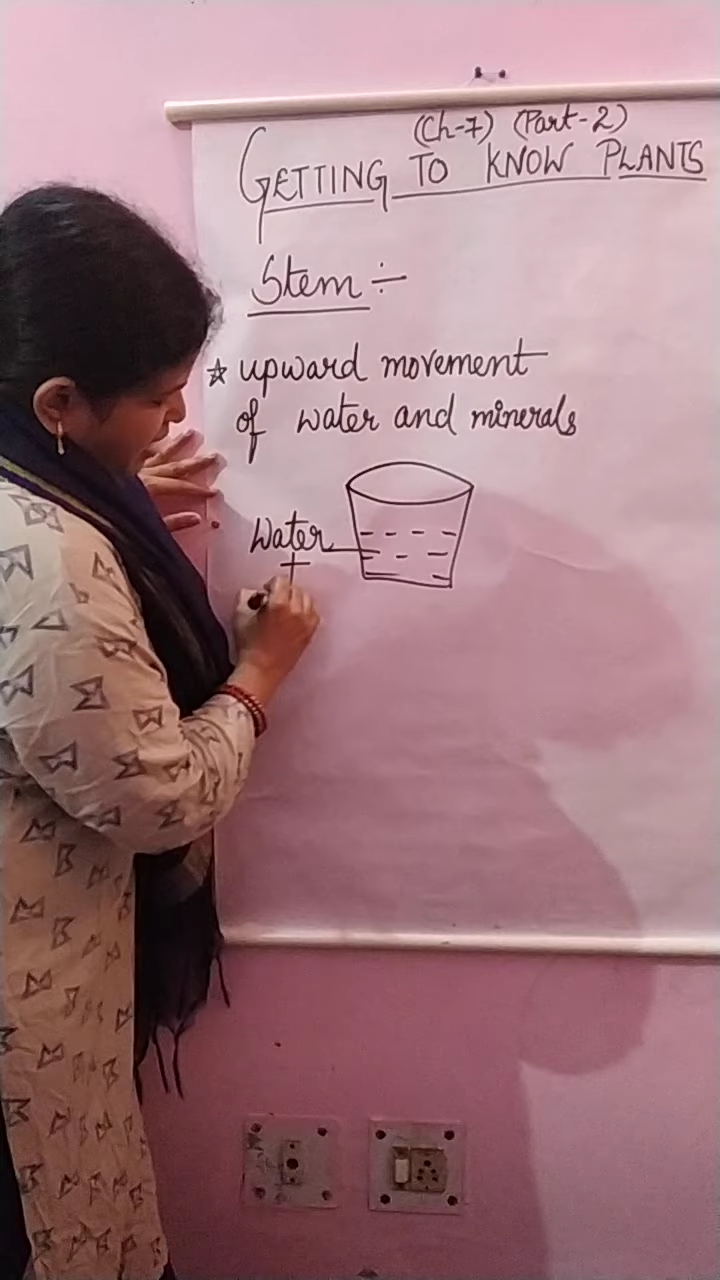 (Ch-7) (Part-2)
GETTING TO KNOW PLANTS
Stem ÷
☆ upward movement
of water and minerals
Water
+